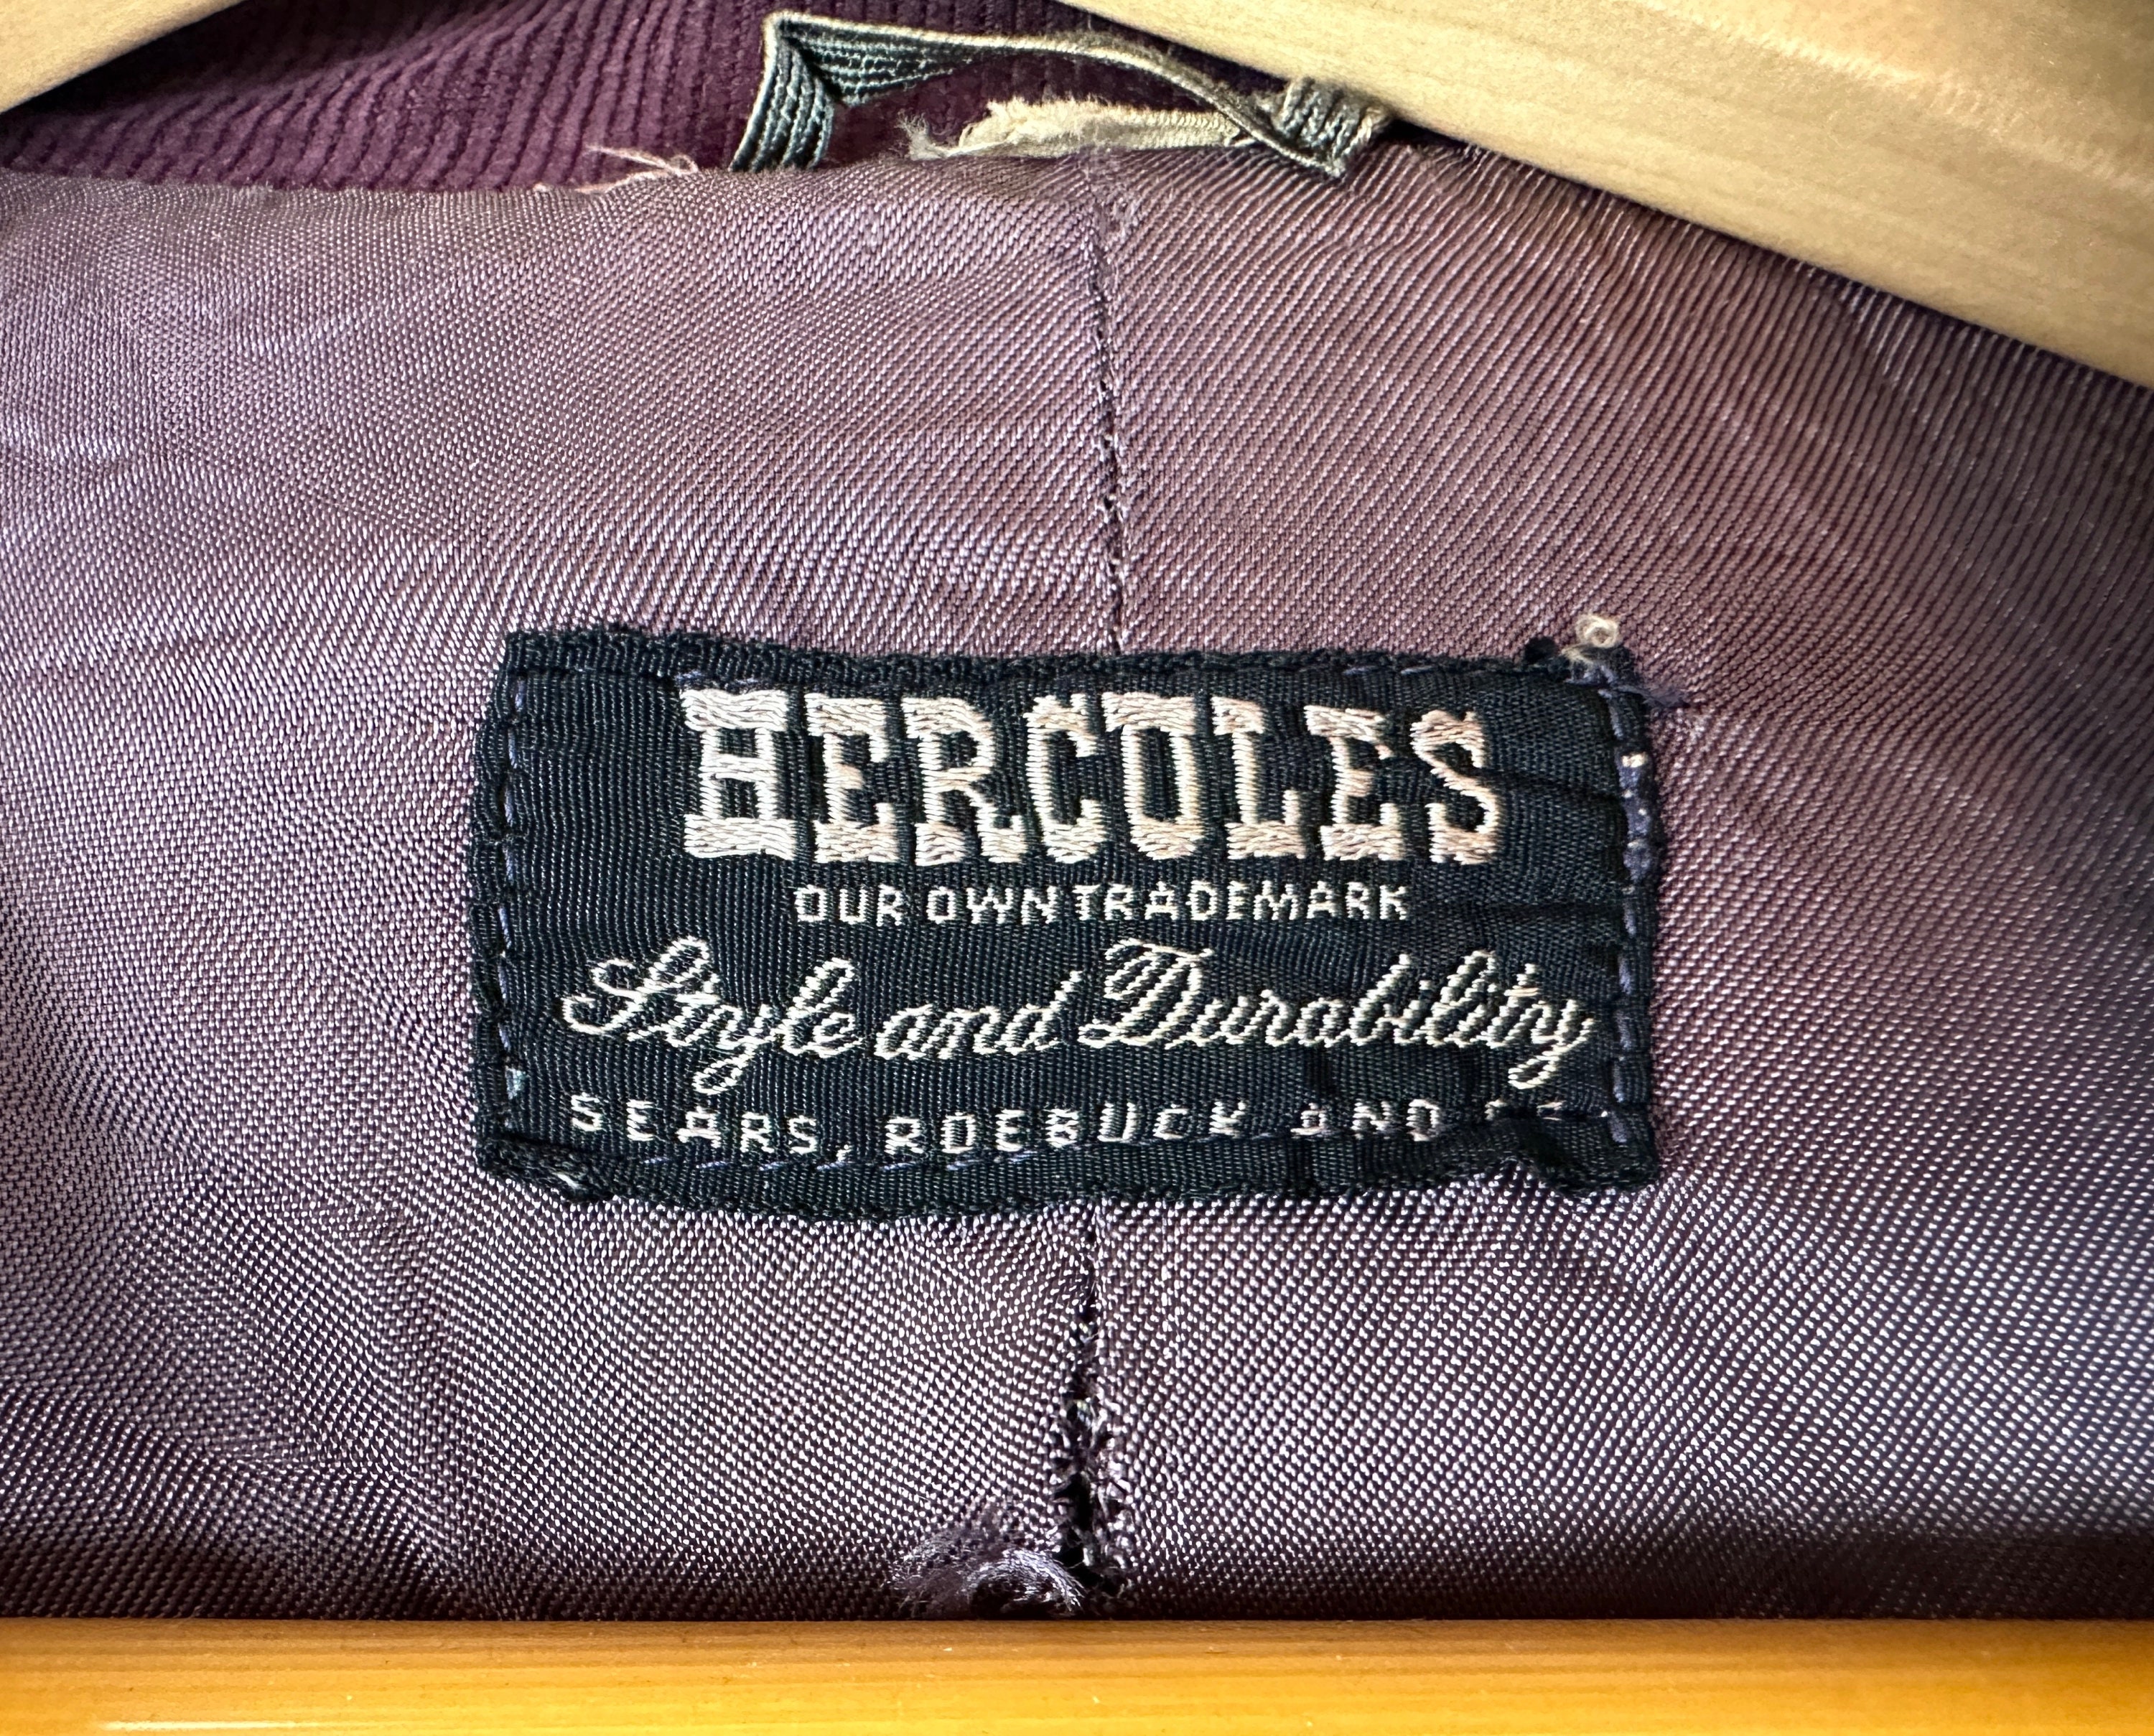 HERCULES
OUR OWN TRADEMARK
Style and Durability
SEARS, ROEBUCK AND